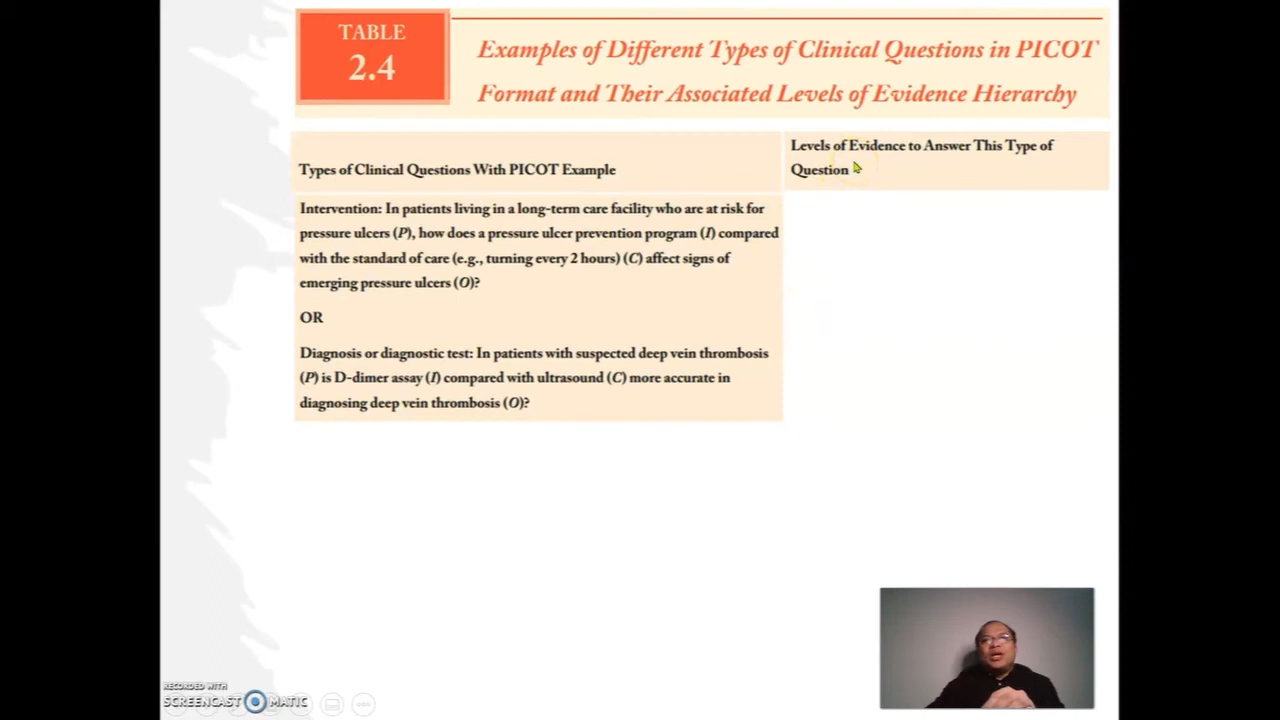 TABLE
2.4
Examples of Different Types of Clinical Questions in PICOT
Format and Their Associated Levels of Evidence Hierarchy
Types of Clinical Questions With PICOT Example
Levels of Evidence to Answer This Type of
Question
Intervention: In patients living in a long-term care facility who are at risk for
pressure ulcers (P), how does a pressure ulcer prevention program (I) compared
with the standard of care (e.g., turning every 2 hours) (C) affect signs of
emerging pressure ulcers (O)?
OR
Diagnosis or diagnostic test: In patients with suspected deep vein thrombosis
(P) is D-dimer assay (I) compared with ultrasound (C) more accurate in
diagnosing deep vein thrombosis (O)?
RECORDED WITH
SCREENCAST MATIC